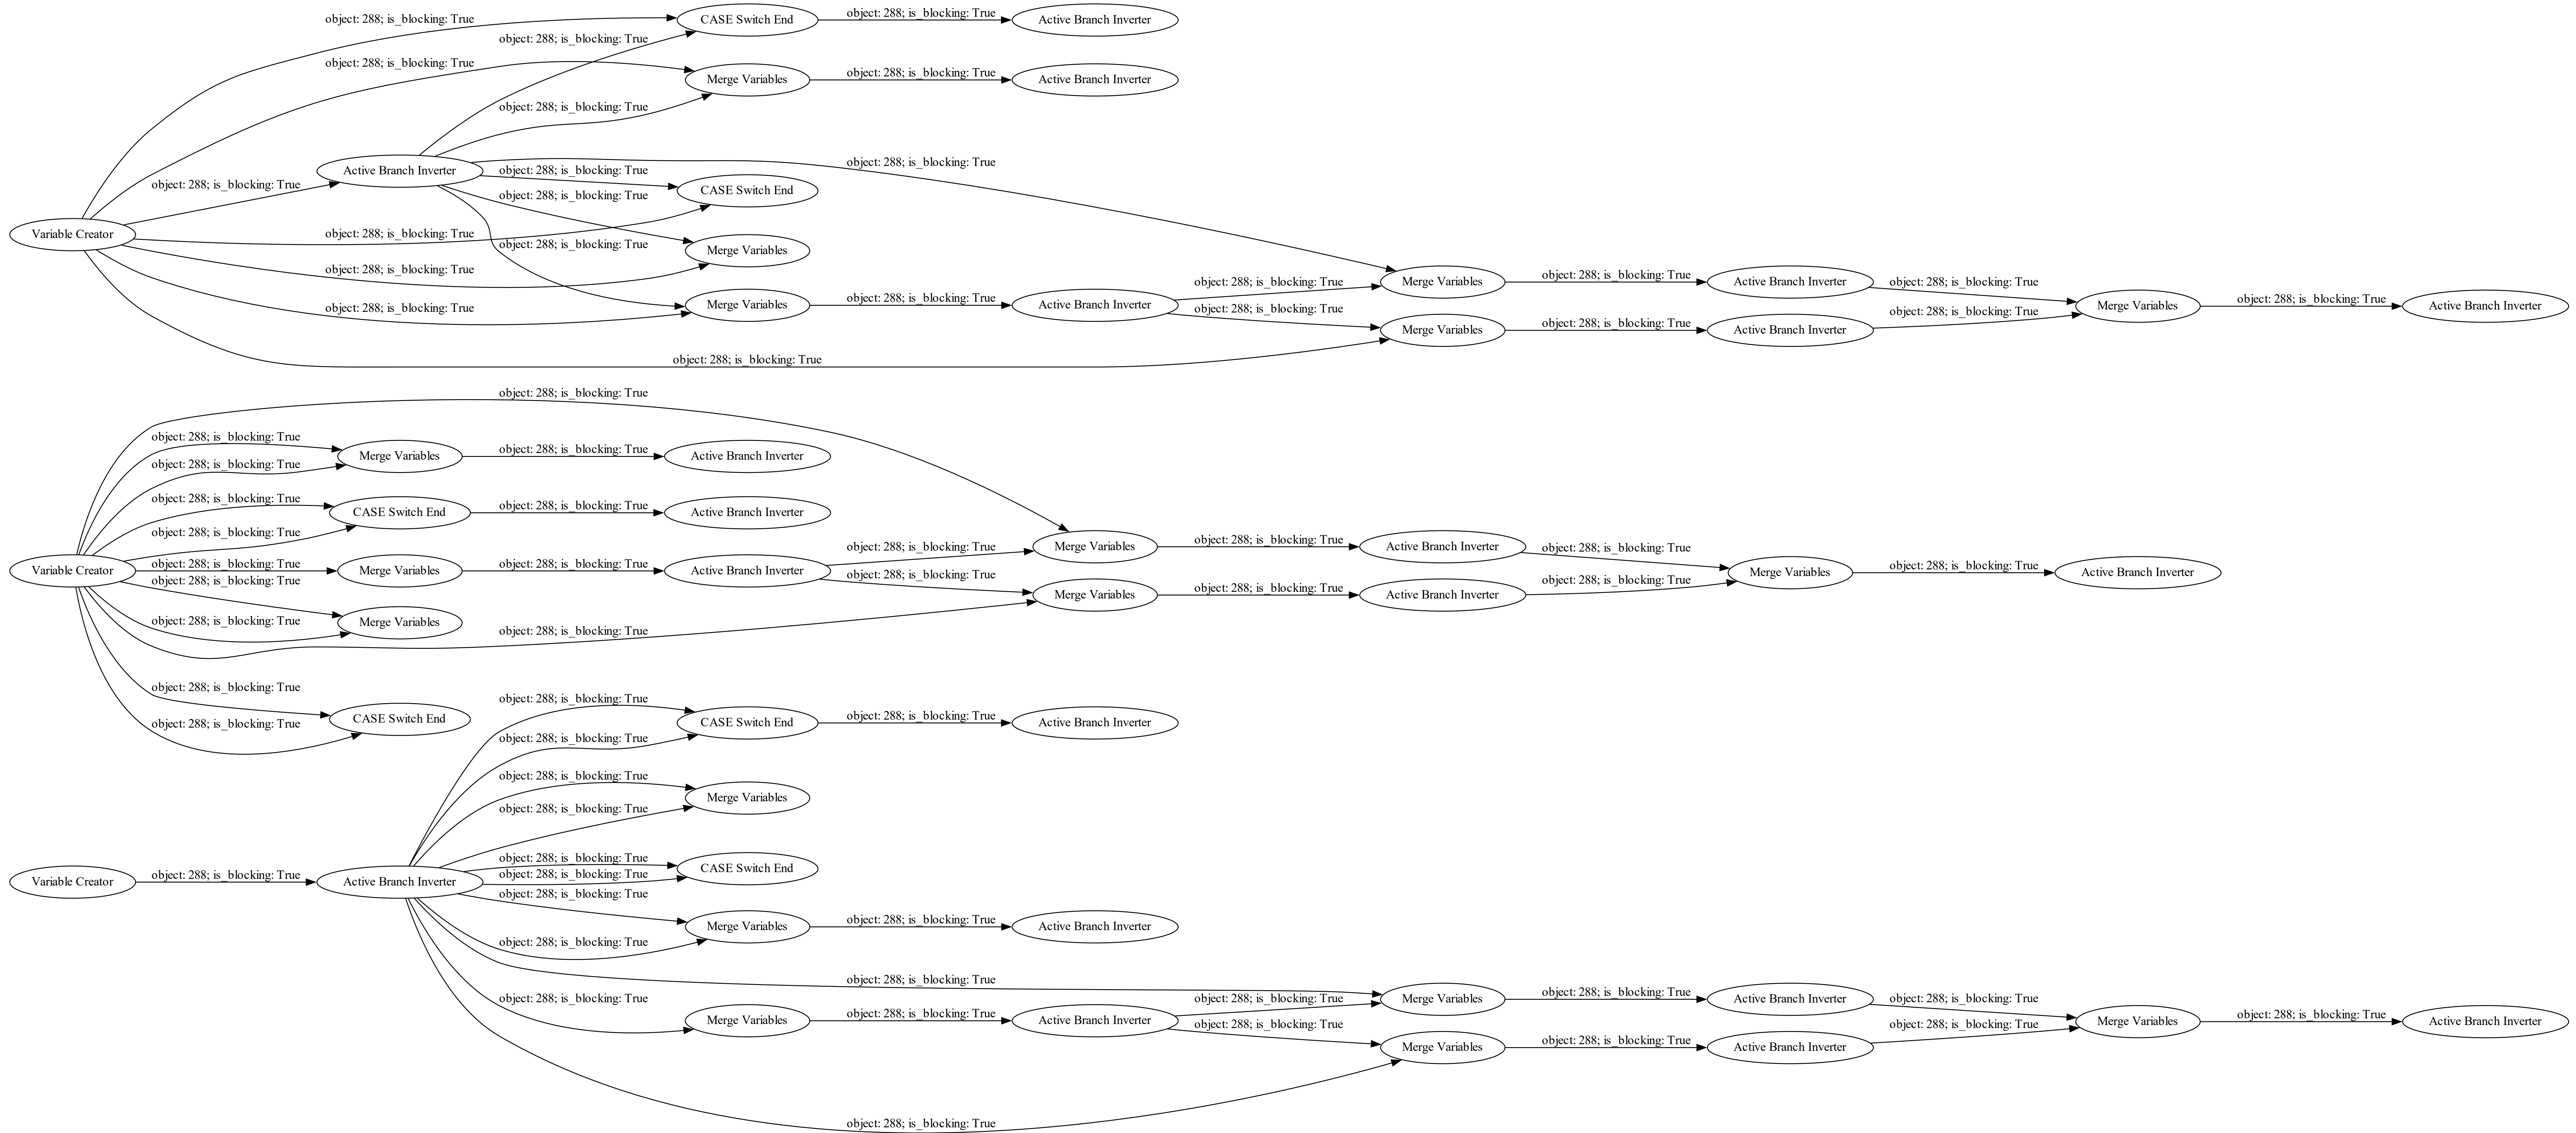 object: 288; is_blocking: True
object: 288; is_blocking: True
CASE Switch End
Active Branch Inverter
object: 288; is_blocking: True
object: 288; is_blocking: True
object: 288; is_blocking: True
Merge Variables
Active Branch Inverter
object: 288; is_blocking: True
object: 288; is_blocking: True
Active Branch Inverter
object: 288; is_blocking: True
object: 288; is_blocking: True
CASE Switch End
object: 288; is_blocking: True
Variable Creator
object: 288; is_blocking: True
object: 288; is_blocking: True
Merge Variables
object: 288; is_blocking: True
object: 288; is_blocking: True
object: 288; is_blocking: True
Merge Variables
Active Branch Inverter
object: 288; is_blocking: True
object: 288; is_blocking: True
object: 288; is_blocking: True
Merge Variables
Active Branch Inverter
Merge Variables
Active Branch Inverter
object: 288; is_blocking: True
object: 288; is_blocking: True
object: 288; is_blocking: True
object: 288; is_blocking: True
Merge Variables
Active Branch Inverter
object: 288; is_blocking: True
object: 288; is_blocking: True
object: 288; is_blocking: True
object: 288; is_blocking: True
Merge Variables
Active Branch Inverter
object: 288; is_blocking: True
object: 288; is_blocking: True
object: 288; is_blocking: True
CASE Switch End
Active Branch Inverter
object: 288; is_blocking: True
object: 288; is_blocking: True
object: 288; is_blocking: True
Merge Variables
Active Branch Inverter
object: 288; is_blocking: True
object: 288; is_blocking: True
object: 288; is_blocking: True
object: 288; is_blocking: True
Variable Creator
Merge Variables
Active Branch Inverter
Merge Variables
Active Branch Inverter
object: 288; is_blocking: True
object: 288; is_blocking: True
object: 288; is_blocking: True
object: 288; is_blocking: True
Merge Variables
Active Branch Inverter
object: 288; is_blocking: True
Merge Variables
object: 288; is_blocking: True
object: 288; is_blocking: True
object: 288; is_blocking: True
object: 288; is_blocking: True
CASE Switch End
object: 288; is_blocking: True
CASE Switch End
Active Branch Inverter
object: 288; is_blocking: True
object: 288; is_blocking: True
Merge Variables
object: 288; is_blocking: True
object: 288; is_blocking: True
CASE Switch End
object: 288; is_blocking: True
object: 288; is_blocking: True
Variable Creator
Active Branch Inverter
object: 288; is_blocking: True
object: 288; is_blocking: True
Merge Variables
Active Branch Inverter
object: 288; is_blocking: True
object: 288; is_blocking: True
object: 288; is_blocking: True
object: 288; is_blocking: True
object: 288; is_blocking: True
Merge Variables
Active Branch Inverter
object: 288; is_blocking: True
object: 288; is_blocking: True
object: 288; is_blocking: True
Merge Variables
Active Branch Inverter
Merge Variables
Active Branch Inverter
object: 288; is_blocking: True
object: 288; is_blocking: True
object: 288; is_blocking: True
Merge Variables
Active Branch Inverter
object: 288; is_blocking: True